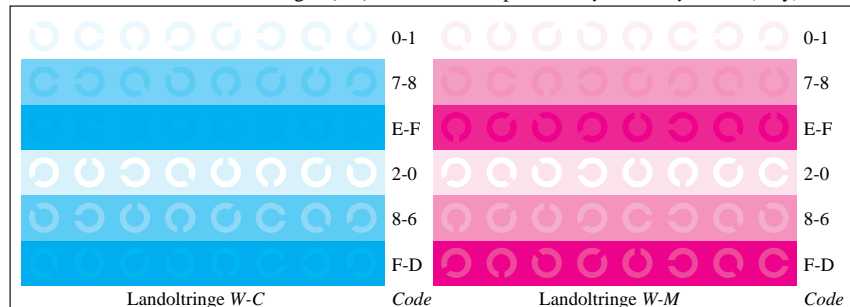 0-1 0-1
7-8 7-8
E-F E-F
2-0 2-0
8-6 8-6
F-D F-D
Landoltringe W-C Code Landoltringe W-M Code